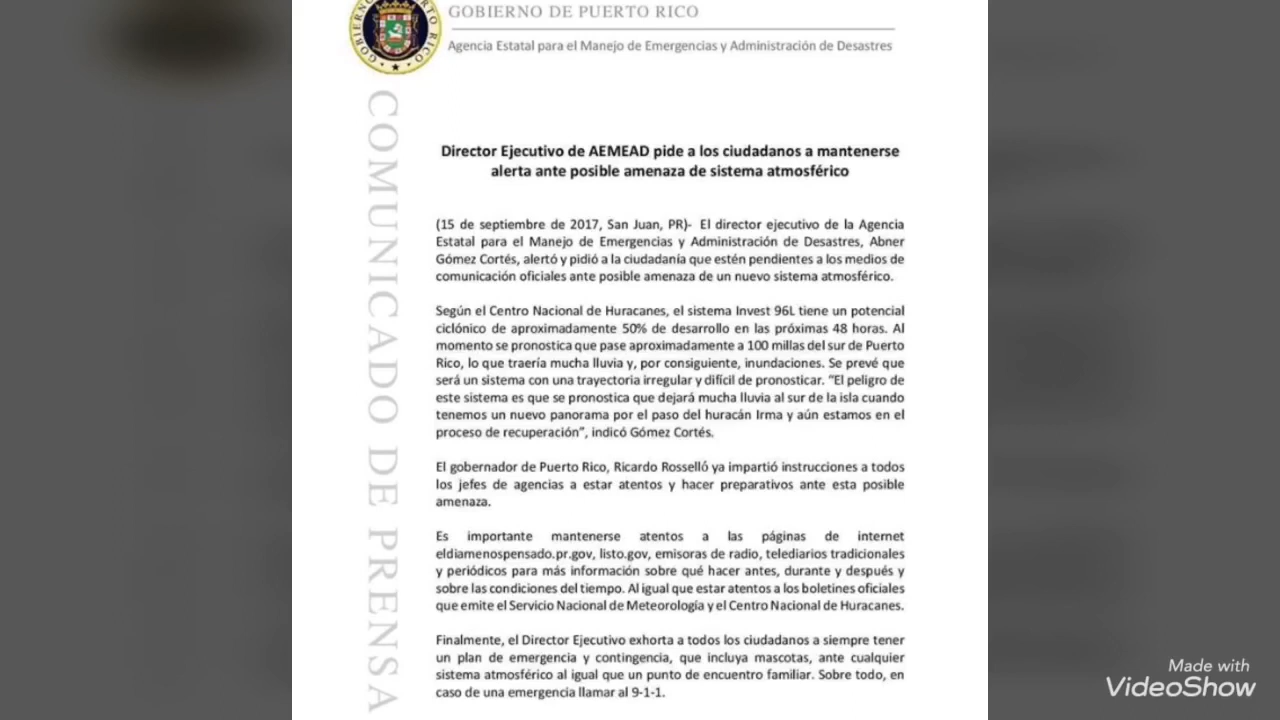 GOBIERNO DE PUERTO RICO
Agencia Estatal para el Manejo de Emergencias y Administración de Desastres
COMUNICADO DE PRENSA
Director Ejecutivo de AEMEAD pide a los ciudadanos a mantenerse
alerta ante posible amenaza de sistema atmosférico
(15 de septiembre de 2017, San Juan, PR)- El director ejecutivo de la Agencia
Estatal para el Manejo de Emergencias y Administración de Desastres, Abner
Gómez Cortés, alertó y pidió a la ciudadanía que estén pendientes a los medios de
comunicación oficiales ante posible amenaza de un nuevo sistema atmosférico.
Según el Centro Nacional de Huracanes, el sistema Invest 96L tiene un potencial
ciclónico de aproximadamente 50% de desarrollo en las próximas 48 horas. Al
momento se pronostica que pase aproximadamente a 100 millas del sur de Puerto
Rico, lo que traería mucha lluvia y, por consiguiente, inundaciones. Se prevé que
será un sistema con una trayectoria irregular y difícil de pronosticar. “El peligro de
este sistema es que se pronostica que dejará mucha lluvia al sur de la isla cuando
tenemos un nuevo panorama por el paso del huracán Irma y aún estamos en el
proceso de recuperación”, indicó Gómez Cortés.
El gobernador de Puerto Rico, Ricardo Rosselló ya impartió instrucciones a todos
los jefes de agencias a estar atentos y hacer preparativos ante esta posible
amenaza.
Es importante mantenerse atentos a las páginas de internet
eldiamenospensado.pr.gov, listo.gov, emisoras de radio, telediarios tradicionales
y periódicos para más información sobre qué hacer antes, durante y después y
sobre las condiciones del tiempo. Al igual que estar atentos a los boletines oficiales
que emite el Servicio Nacional de Meteorología y el Centro Nacional de Huracanes.
Finalmente, el Director Ejecutivo exhorta a todos los ciudadanos a siempre tener
un plan de emergencia y contingencia, que incluya mascotas, ante cualquier
sistema atmosférico al igual que un punto de encuentro familiar. Sobre todo, en
caso de una emergencia llamar al 9-1-1.
Made with
VideoShow